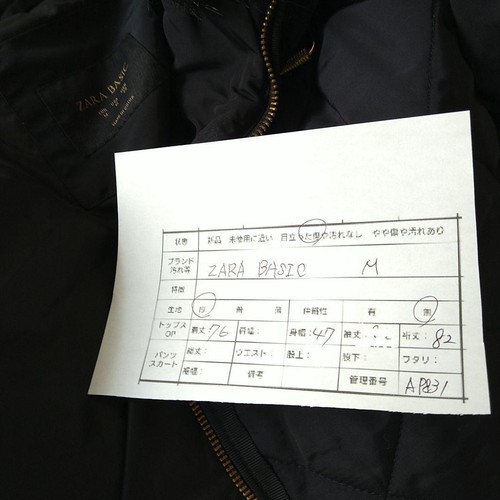 ZARA BASIC
状態 新品 未使用に近い 目立った傷や汚れなし やや傷や汚れあり
ブランド 汚れ等 ZARA BASIC M
特徴
生地 厚 普 薄 伸縮性 有 無
トップス OP 着丈:76 肩幅: 身幅:47 袖丈: 裄丈:82
パンツ スカート 総丈: ウエスト: 股上: 股下: ワタリ:
裾幅: 備考 管理番号 AP831